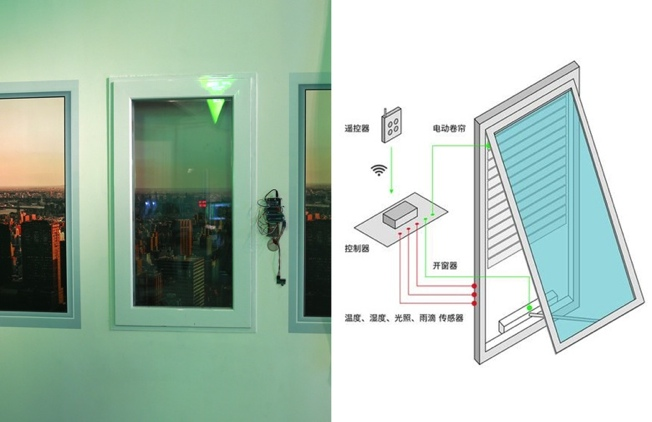 遥控器
电动卷帘
控制器
开窗器
温度、湿度、光照、雨滴 传感器